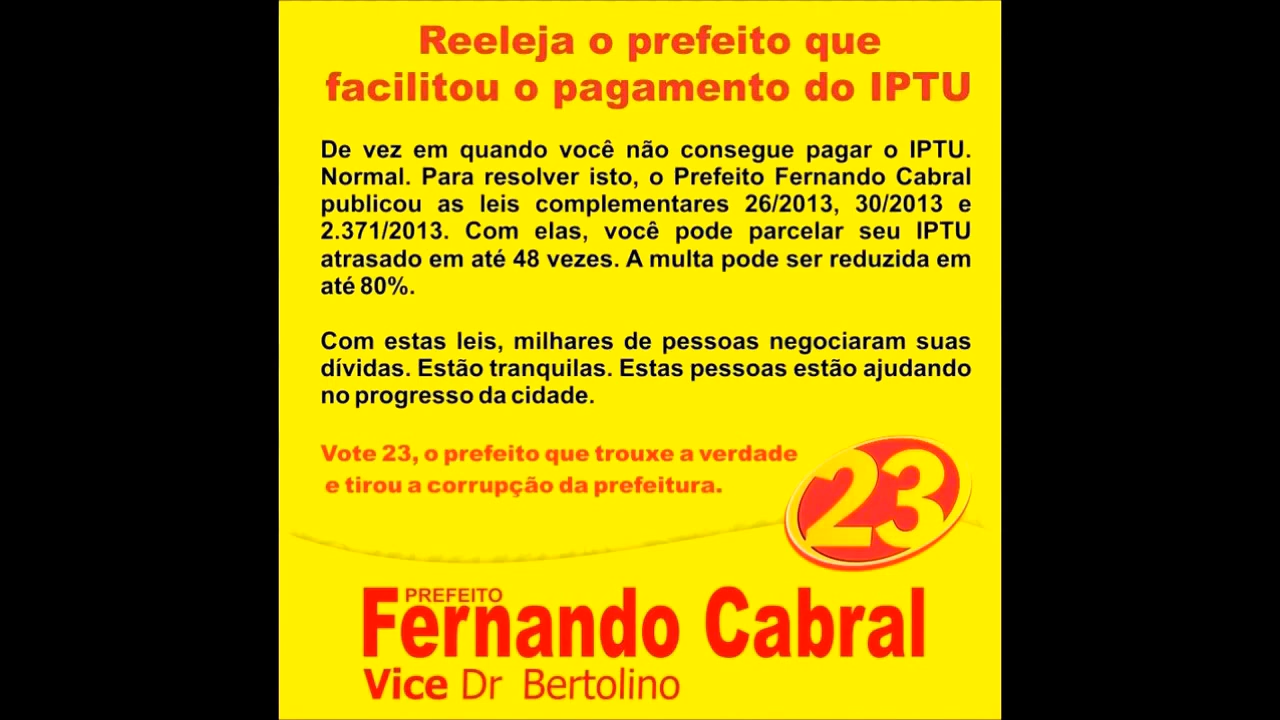 Reeleja o prefeito que
facilitou o pagamento do IPTU
De vez em quando você não consegue pagar o IPTU.
Normal. Para resolver isto, o Prefeito Fernando Cabral
publicou as leis complementares 26/2013, 30/2013 e
2.371/2013. Com elas, você pode parcelar seu IPTU
atrasado em até 48 vezes. A multa pode ser reduzida em
até 80%.
Com estas leis, milhares de pessoas negociaram suas
dívidas. Estão tranquilas. Estas pessoas estão ajudando
no progresso da cidade.
Vote 23, o prefeito que trouxe a verdade
e tirou a corrupção da prefeitura.
23
PREFEITO
Fernando Cabral
Vice Dr Bertolino